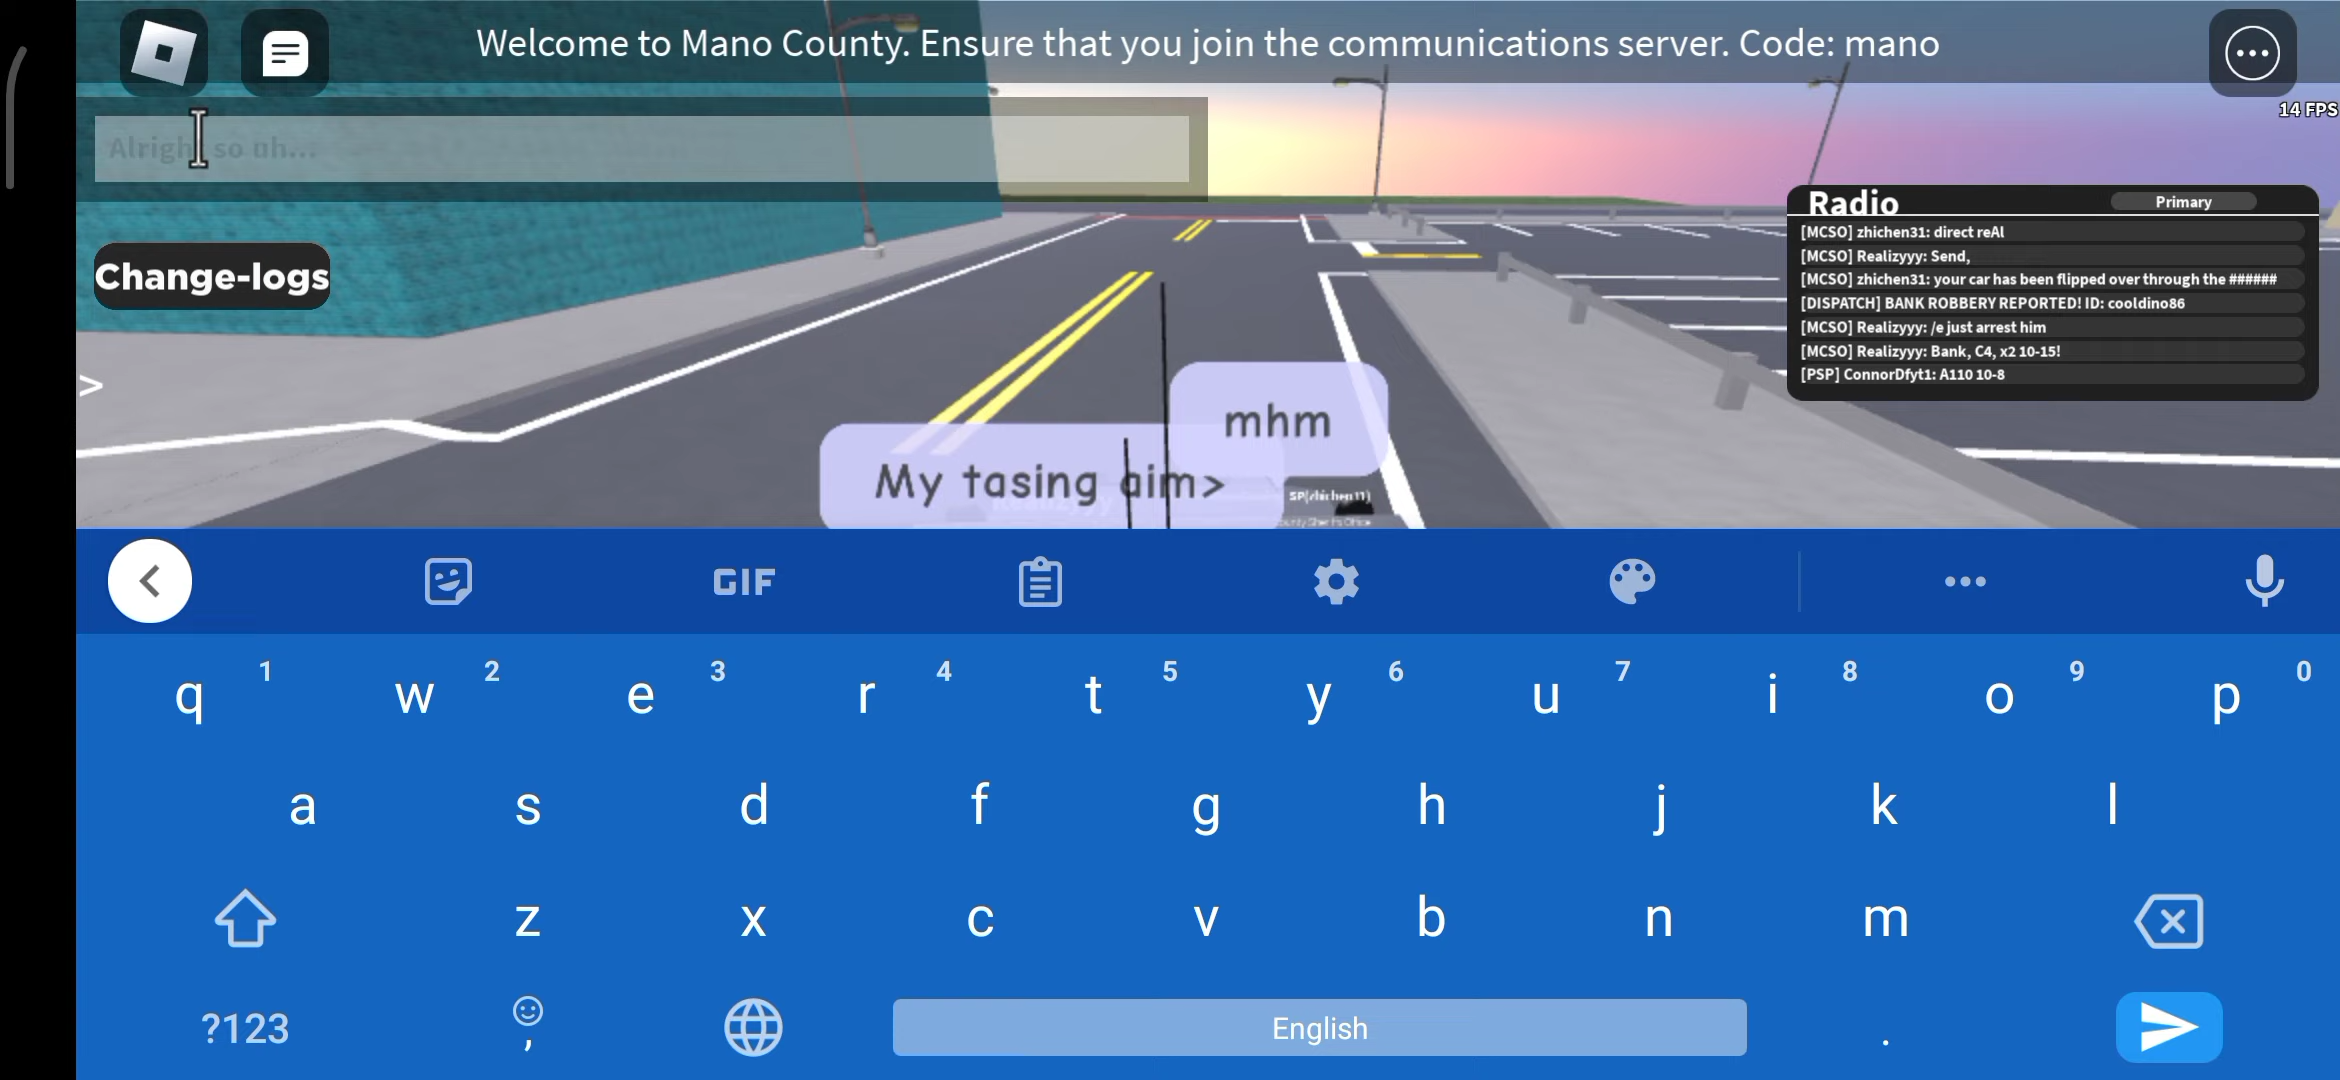 Welcome to Mano County. Ensure that you join the communications server. Code: mano
14 FPS
Alright so uh...
Radio
Primary
[MCSO] zhichen31: direct reAl
[MCSO] Realizyyy: Send,
[MCSO] zhichen31: your car has been flipped over through the ######
[DISPATCH] BANK ROBBERY REPORTED! ID: cooldino86
[MCSO] Realizyyy: /e just arrest him
[MCSO] Realizyyy: Bank, C4, x2 10-15!
[PSP] ConnorDfyt1: A110 10-8
Change-logs
>
mhm
My tasing aim>
GIF
q 1 w 2 e 3 r 4 t 5 y 6 u 7 i 8 o 9 p 0
a s d f g h j k l
z x c v b n m
?123 , English .